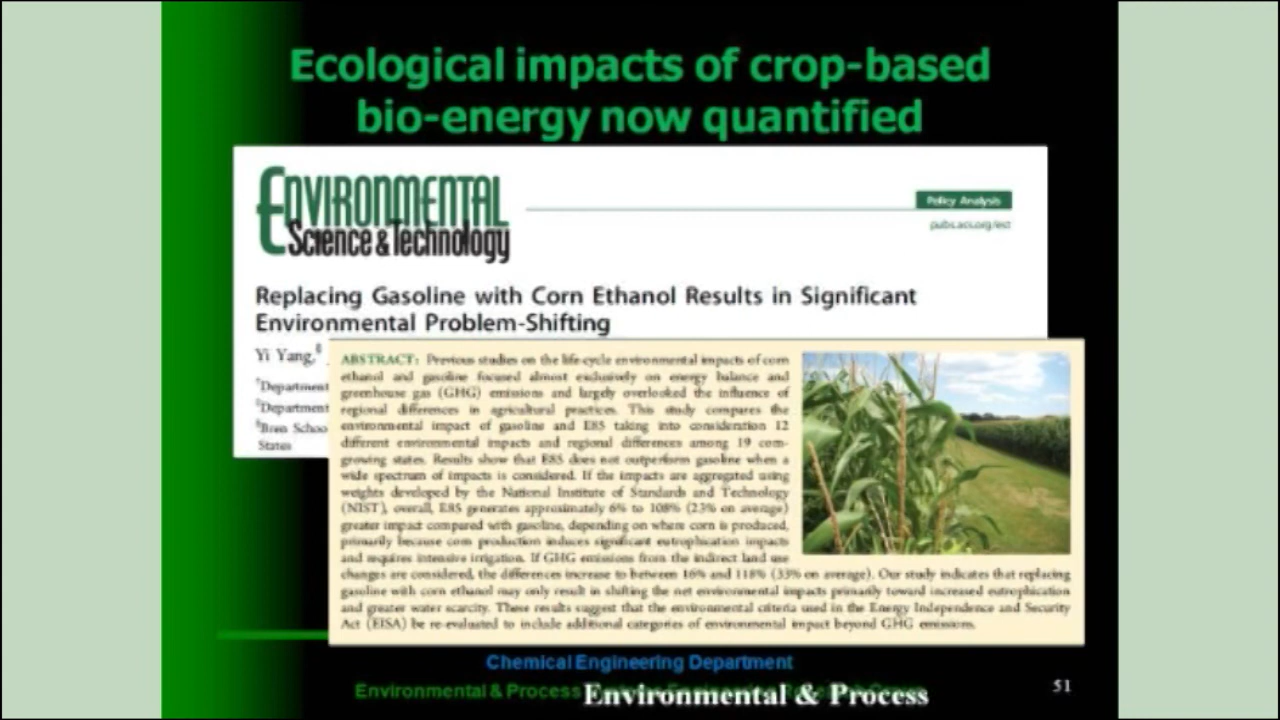 Ecological impacts of crop-based
bio-energy now quantified
ENVIRONMENTAL
Science & Technology
Policy Analysis
pubs.acs.org/est
Replacing Gasoline with Corn Ethanol Results in Significant
Environmental Problem-Shifting
Yi Yang,
†Department
‡Department
§Bren Schoo
States
ABSTRACT: Previous studies on the life-cycle environmental impacts of corn
ethanol and gasoline focused almost exclusively on energy balance and
greenhouse gas (GHG) emissions and largely overlooked the influence of
regional differences in agricultural practices. This study compares the
environmental impact of gasoline and E85 taking into consideration 12
different environmental impacts and regional differences among 19 corn-
growing states. Results show that E85 does not outperform gasoline when a
wide spectrum of impacts is considered. If the impacts are aggregated using
weights developed by the National Institute of Standards and Technology
(NIST), overall, E85 generates approximately 6% to 108% (23% on average)
greater impact compared with gasoline, depending on where corn is produced,
primarily because corn production induces significant eutrophication impacts
and requires intensive irrigation. If GHG emissions from the indirect land use
changes are considered, the differences increase to between 16% and 118% (33% on average). Our study indicates that replacing
gasoline with corn ethanol may only result in shifting the net environmental impacts primarily toward increased eutrophication
and greater water scarcity. These results suggest that the environmental criteria used in the Energy Independence and Security
Act (EISA) be re-evaluated to include additional categories of environmental impact beyond GHG emissions.
Chemical Engineering Department
Environmental & Process
Environmental & Process
51